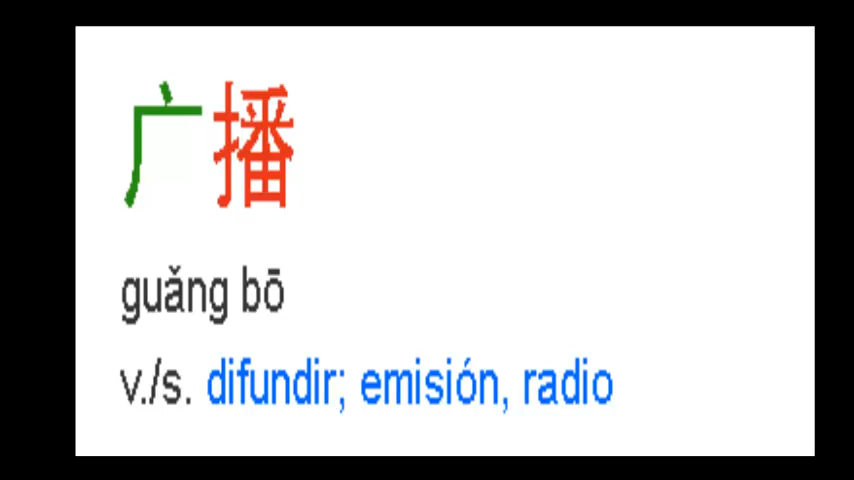 广播
guǎng bō
v./s. difundir; emisión, radio